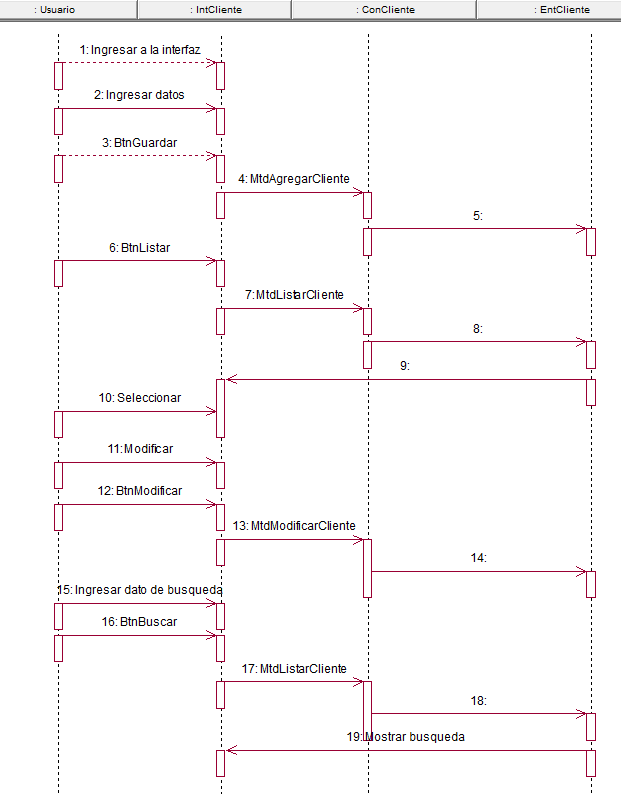 : Usuario
: IntCliente
: ConCliente
: EntCliente
1: Ingresar a la interfaz
2: Ingresar datos
3: BtnGuardar
4: MtdAgregarCliente
5:
6: BtnListar
7: MtdListarCliente
8:
9:
10: Seleccionar
11: Modificar
12: BtnModificar
13: MtdModificarCliente
14:
15: Ingresar dato de busqueda
16: BtnBuscar
17: MtdListarCliente
18:
19: Mostrar busqueda